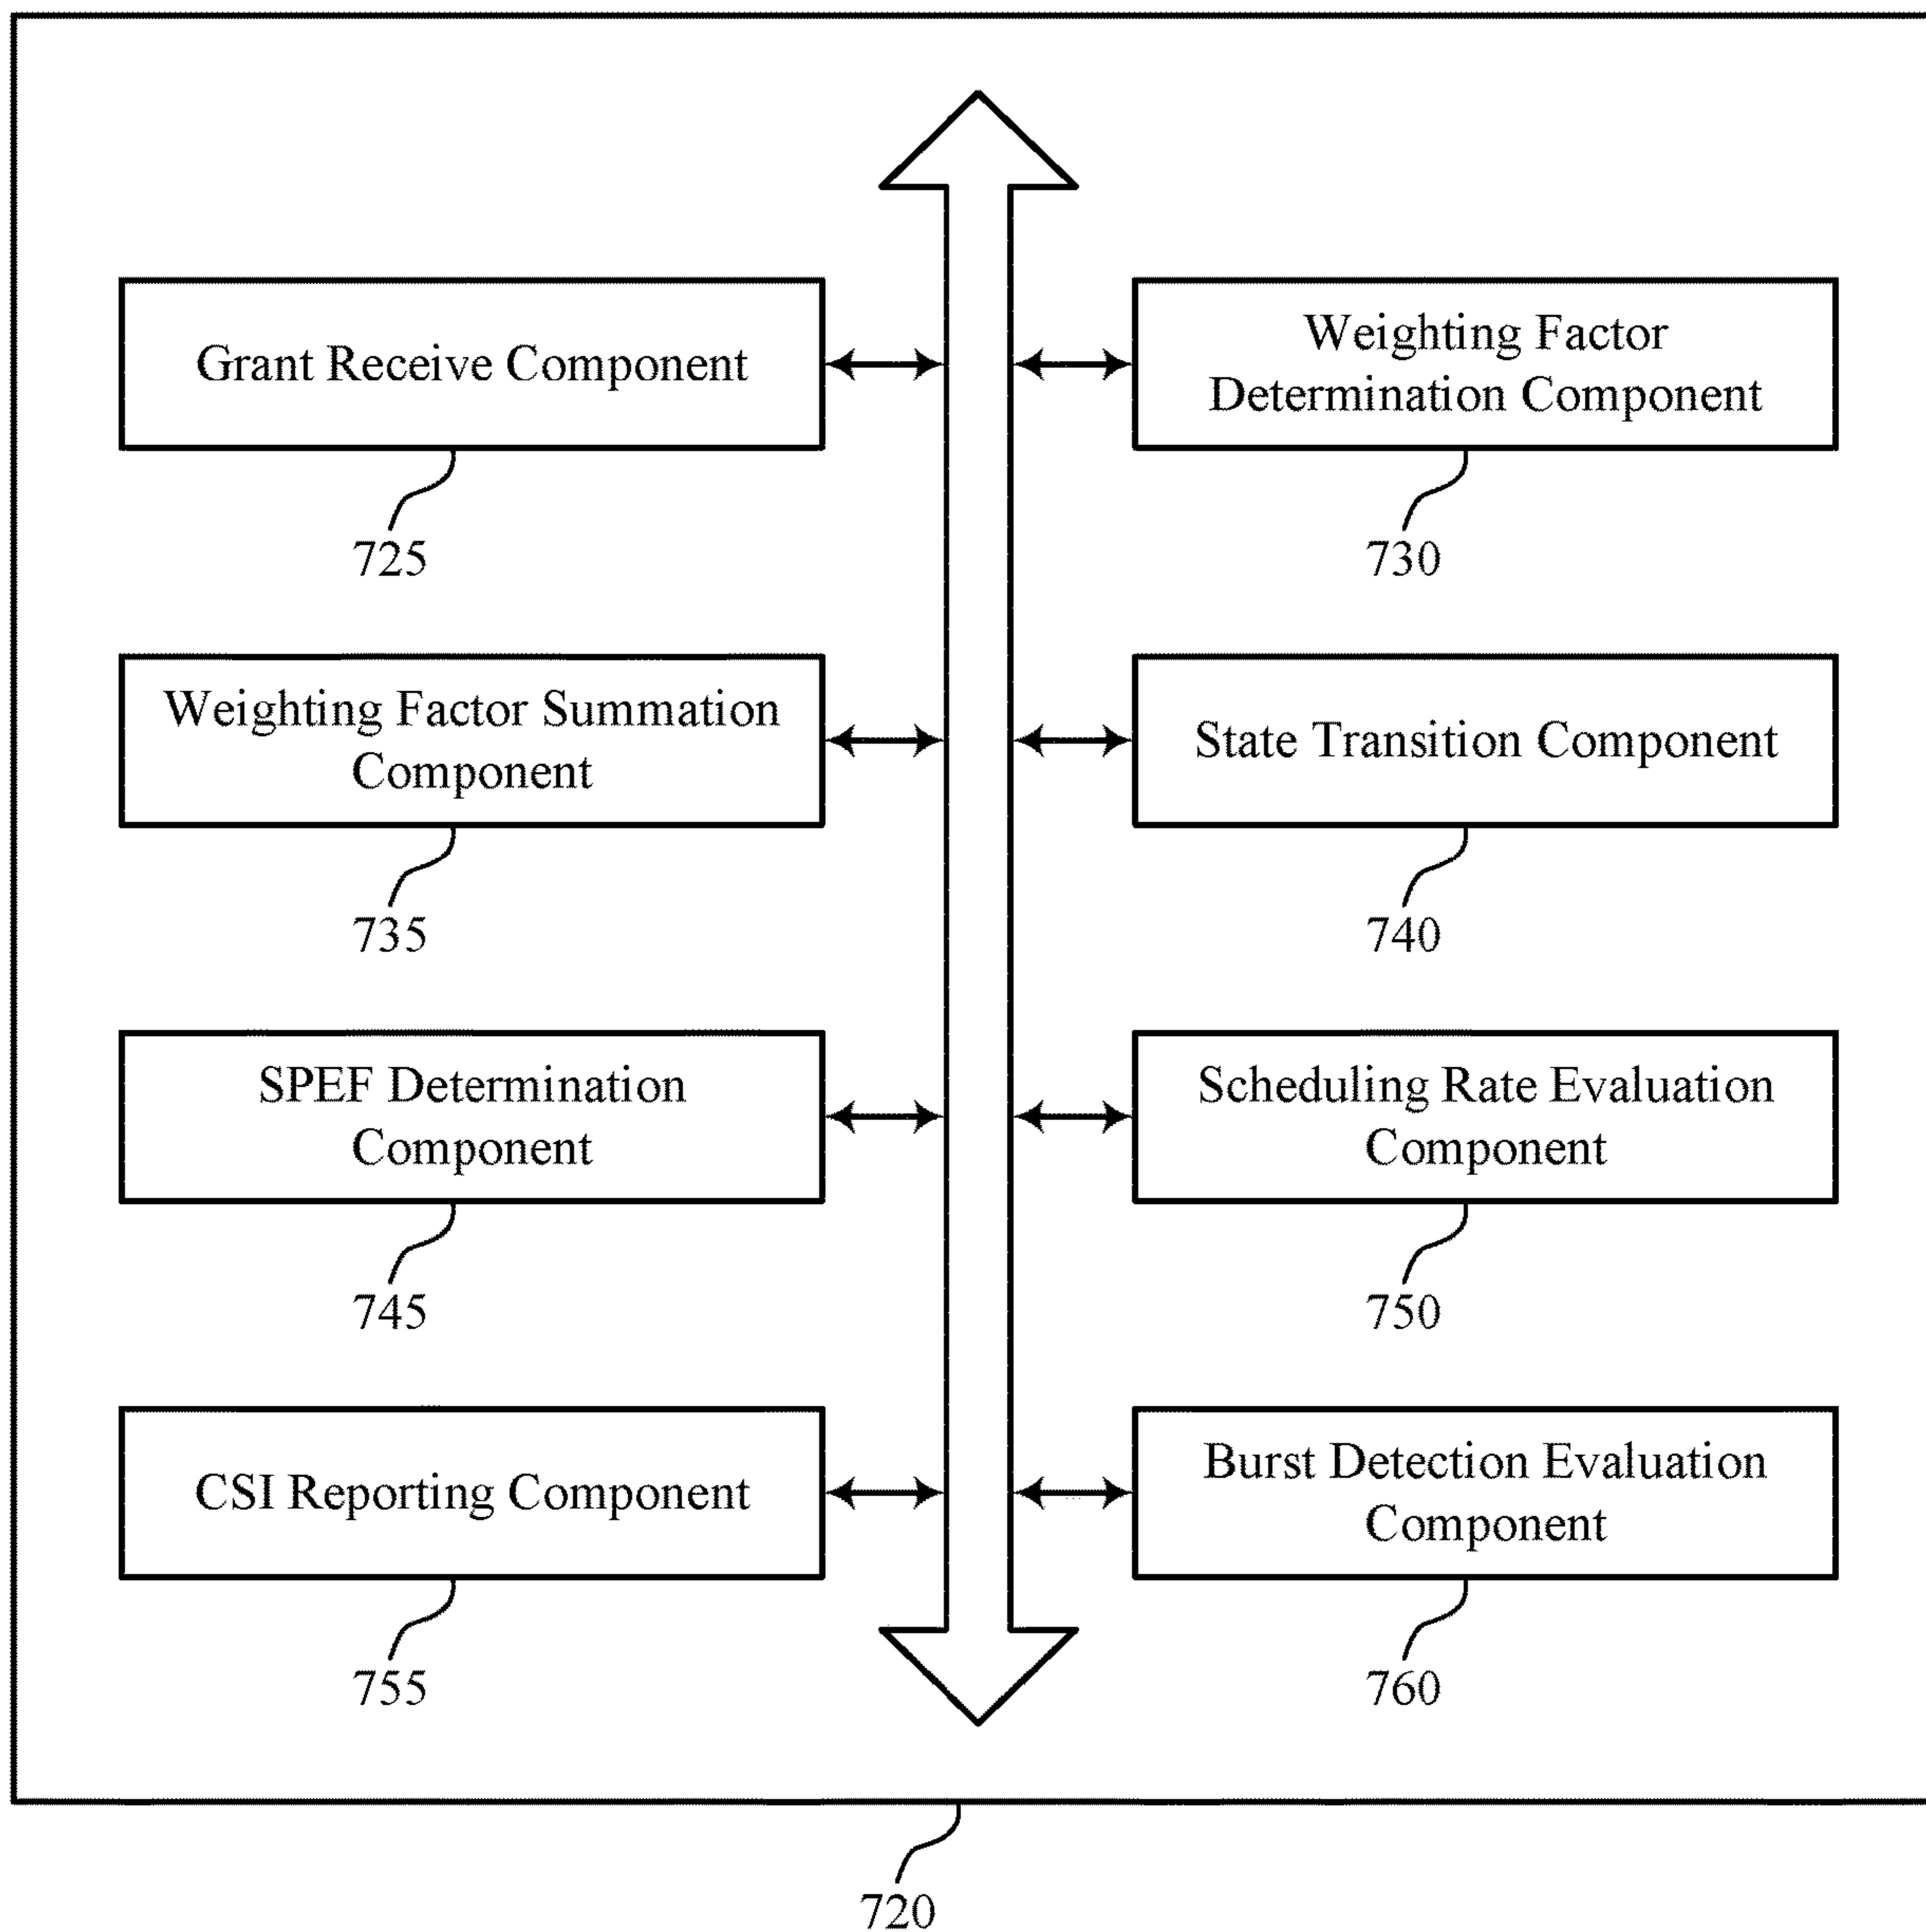 Grant Receive Component
725
Weighting Factor
Determination Component
730
Weighting Factor Summation
Component
735
State Transition Component
740
SPEF Determination
Component
745
Scheduling Rate Evaluation
Component
750
CSI Reporting Component
755
Burst Detection Evaluation
Component
760
720